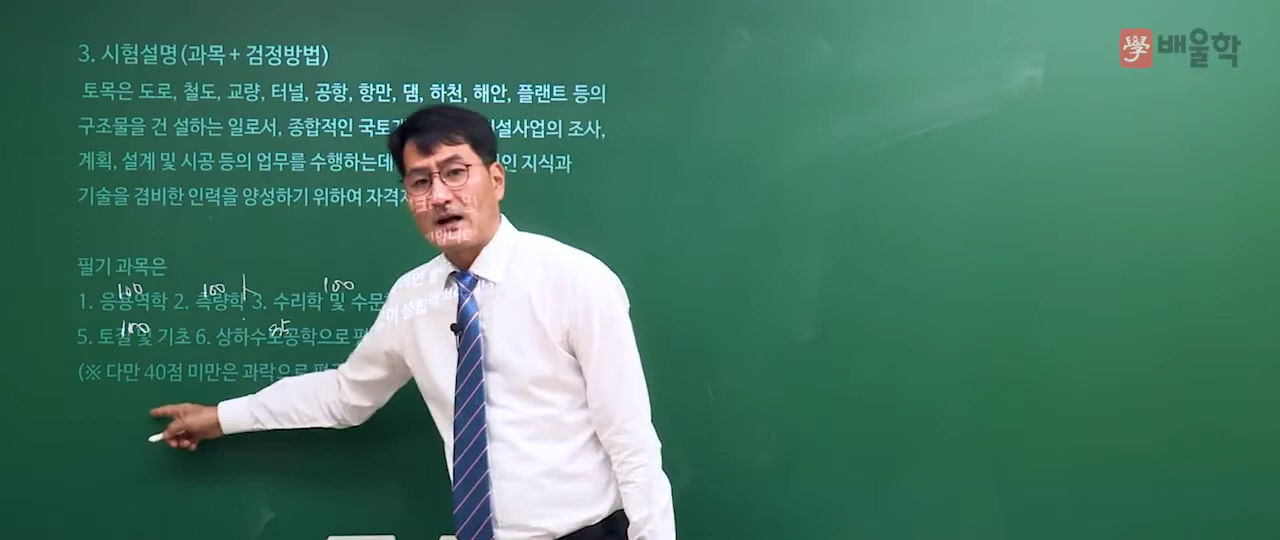 學 배울학
3. 시험설명(과목 + 검정방법)
토목은 도로, 철도, 교량, 터널, 공항, 항만, 댐, 하천, 해안, 플랜트 등의
구조물을 건 설하는 일로서, 종합적인 설사업의 조사,
계획, 설계 및 시공 등의 업무를 수행하는데 인 지식과
기술을 겸비한 인력을 양성하기 위하여
필기 과목은
100 100 100
1. 응용역학 2. 측량학 3. 수리학 및
100 35
5. 토질 및 기초 6. 상하수도공학으로
(※ 다만 40점 미만은 과락으로